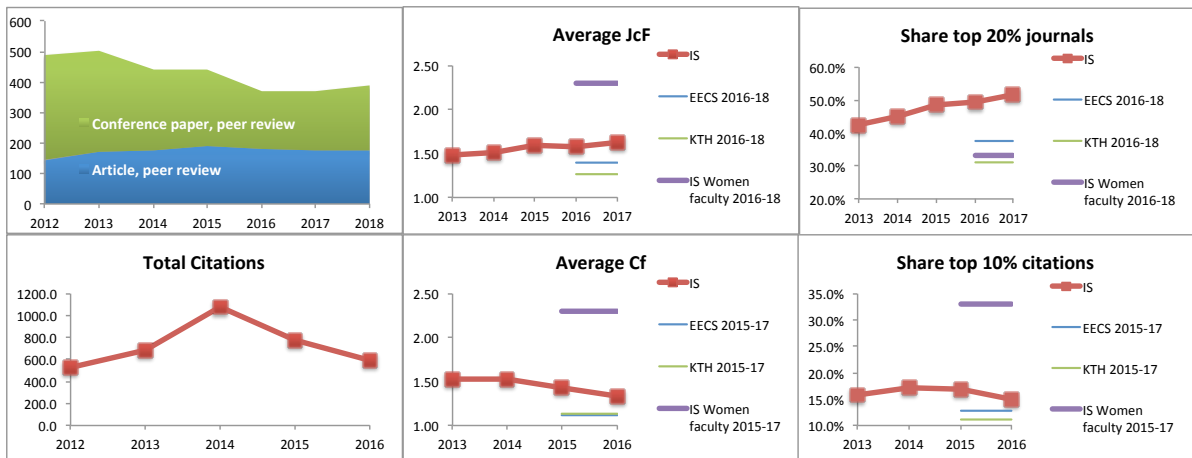 600
500
400
300
200
100
0
Conference paper, peer review
Article, peer review
2012 2013 2014 2015 2016 2017 2018
Average JcF
2.50
2.00
1.50
1.00
2013 2014 2015 2016 2017
IS
EECS 2016-18
KTH 2016-18
IS Women
faculty 2016-18
Share top 20% journals
60.0%
50.0%
40.0%
30.0%
20.0%
2013 2014 2015 2016 2017
IS
EECS 2016-18
KTH 2016-18
IS Women
faculty 2016-18
Total Citations
1200.0
1000.0
800.0
600.0
400.0
200.0
0.0
2012 2013 2014 2015 2016
Average Cf
2.50
2.00
1.50
1.00
2013 2014 2015 2016
IS
EECS 2015-17
KTH 2015-17
IS Women
faculty 2015-17
Share top 10% citations
35.0%
30.0%
25.0%
20.0%
15.0%
10.0%
2013 2014 2015 2016
IS
EECS 2015-17
KTH 2015-17
IS Women
faculty 2015-17